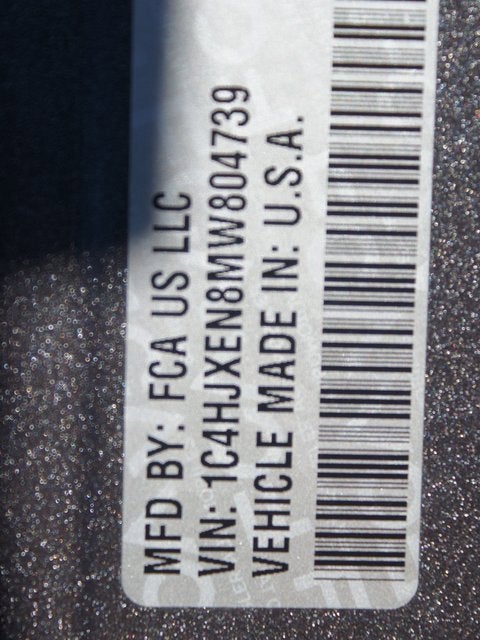 MFD BY: FCA US LLC
VIN: 1C4HJXEN8MW804739
VEHICLE MADE IN: U.S.A.